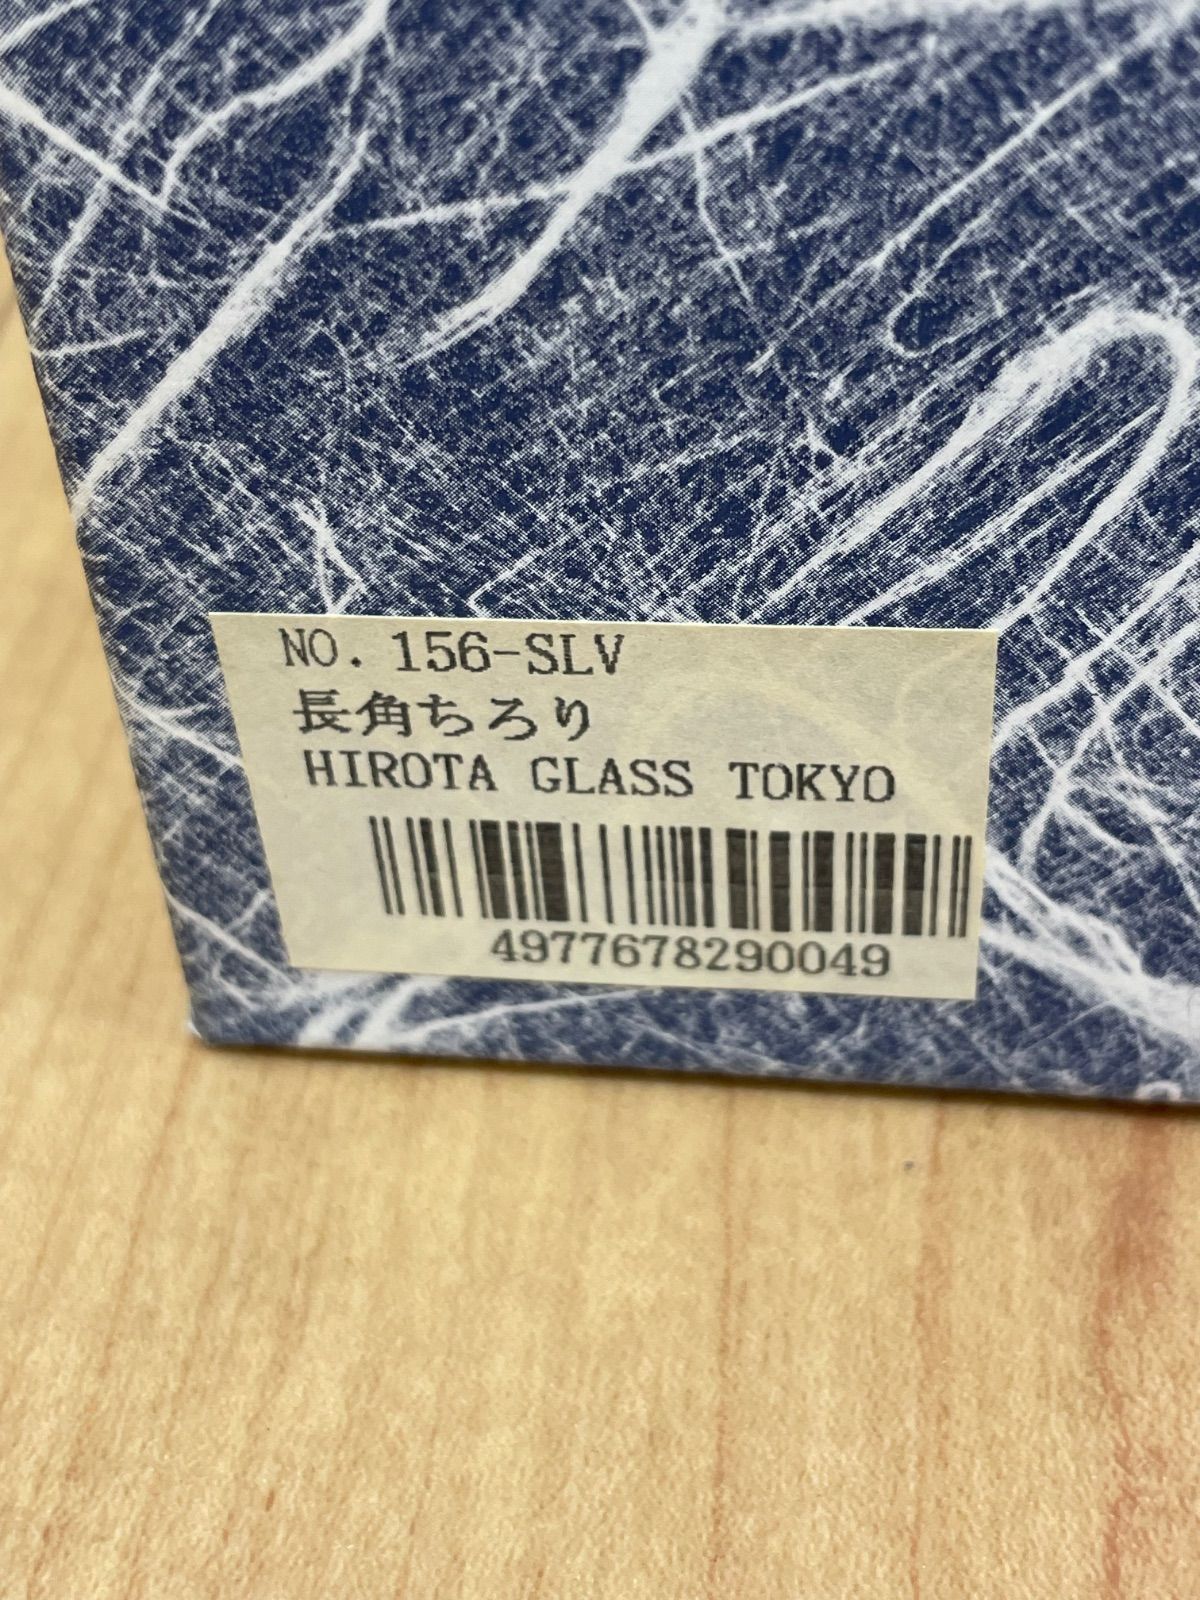 NO. 156-SLV
長角ちろり
HIROTA GLASS TOKYO
4977678290049